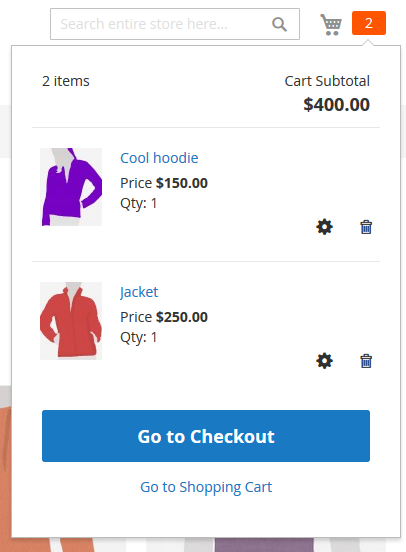 Search entire store here...
2
2 items
Cart Subtotal
$400.00
Cool hoodie
Price $150.00
Qty: 1
Jacket
Price $250.00
Qty: 1
Go to Checkout
Go to Shopping Cart